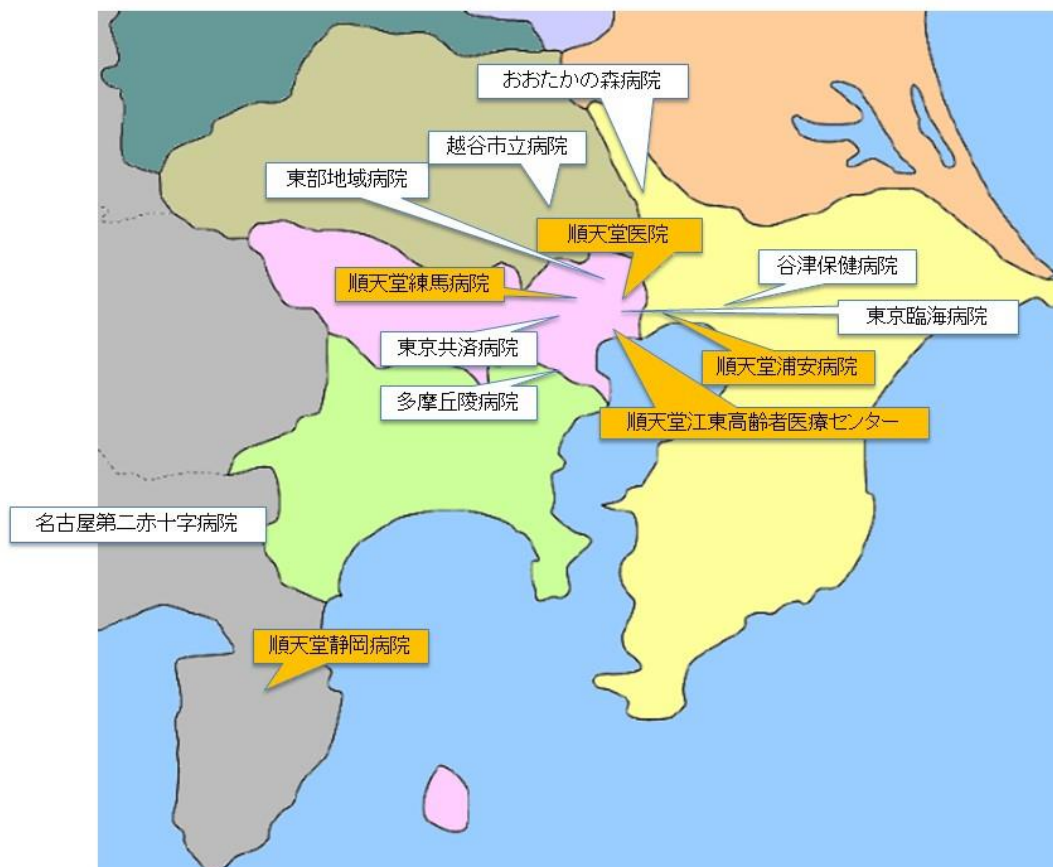 おおたかの森病院
越谷市立病院
東部地域病院
順天堂医院
谷津保健病院
順天堂練馬病院
東京臨海病院
東京共済病院
順天堂浦安病院
多摩丘陵病院
順天堂江東高齢者医療センター
名古屋第二赤十字病院
順天堂静岡病院